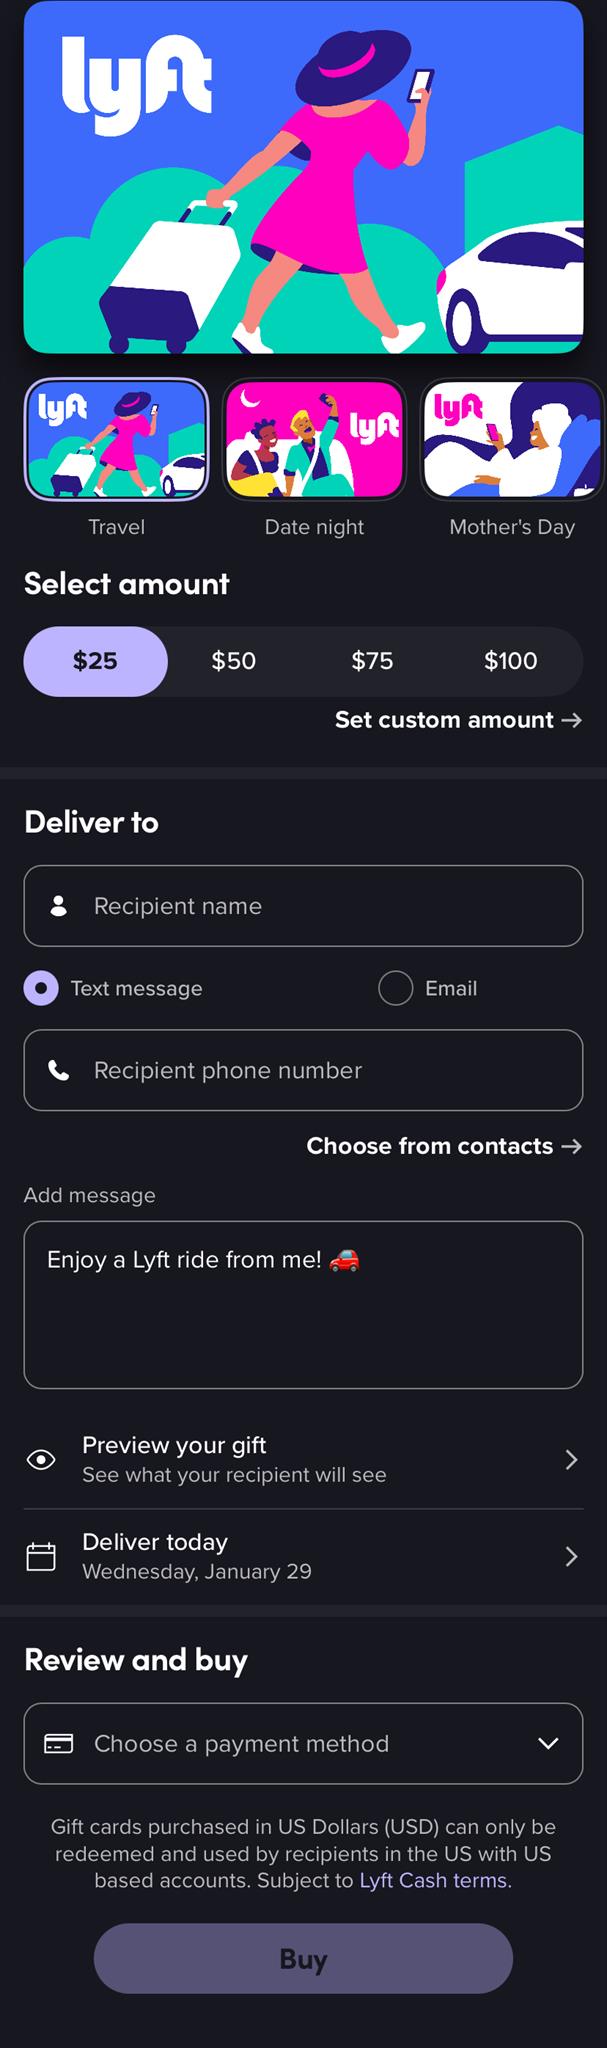 lyft
lyft
lyft
lyft
Travel
Date night
Mother's Day
Select amount
$25
$50
$75
$100
Set custom amount →
Deliver to
Recipient name
Text message
Email
Recipient phone number
Choose from contacts →
Add message
Enjoy a Lyft ride from me! 🚗
Preview your gift
See what your recipient will see
Deliver today
Wednesday, January 29
Review and buy
Choose a payment method
Gift cards purchased in US Dollars (USD) can only be
redeemed and used by recipients in the US with US
based accounts. Subject to Lyft Cash terms.
Buy